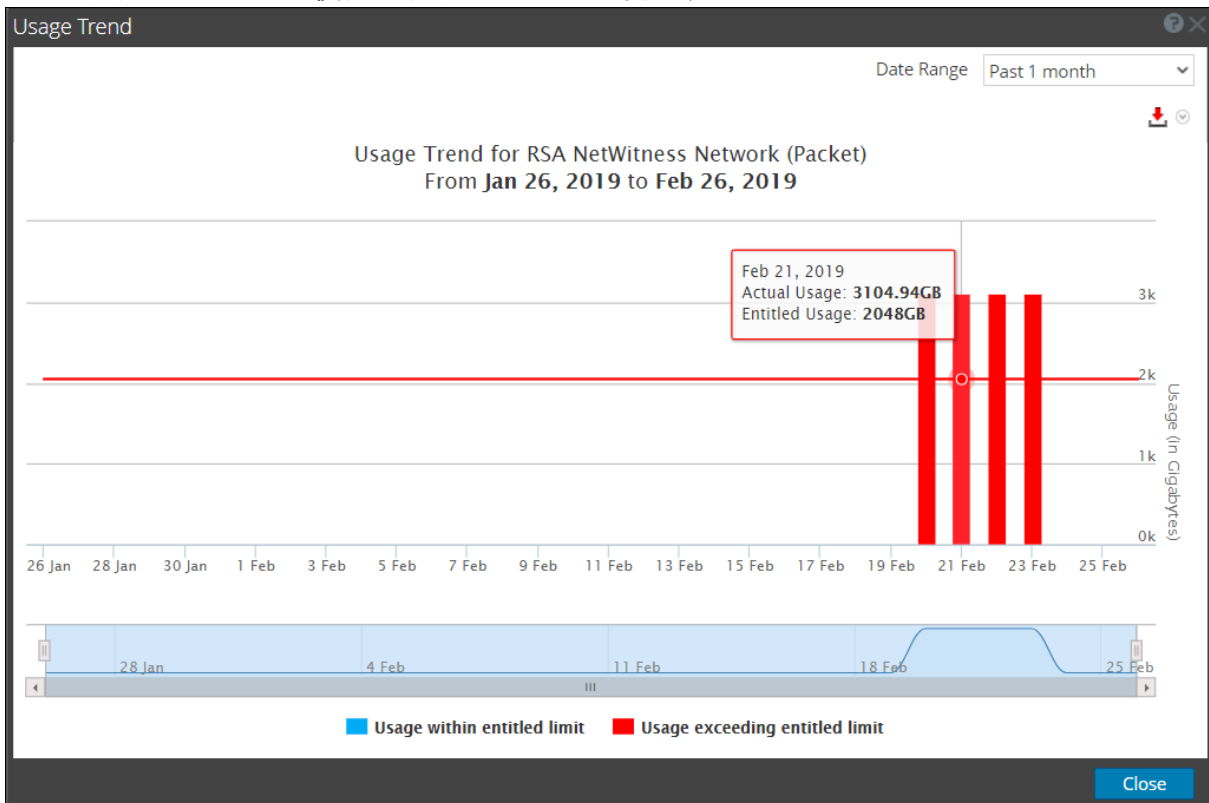 Usage Trend
Date Range Past 1 month
Usage Trend for RSA NetWitness Network (Packet)
From Jan 26, 2019 to Feb 26, 2019
Feb 21, 2019
Actual Usage: 3104.94GB
Entitled Usage: 2048GB
3k
2k
1k
0k
Usage (In Gigabytes)
26 Jan 28 Jan 30 Jan 1 Feb 3 Feb 5 Feb 7 Feb 9 Feb 11 Feb 13 Feb 15 Feb 17 Feb 19 Feb 21 Feb 23 Feb 25 Feb
28 Jan 4 Feb 11 Feb 18 Feb 25 Feb
Usage within entitled limit Usage exceeding entitled limit
Close